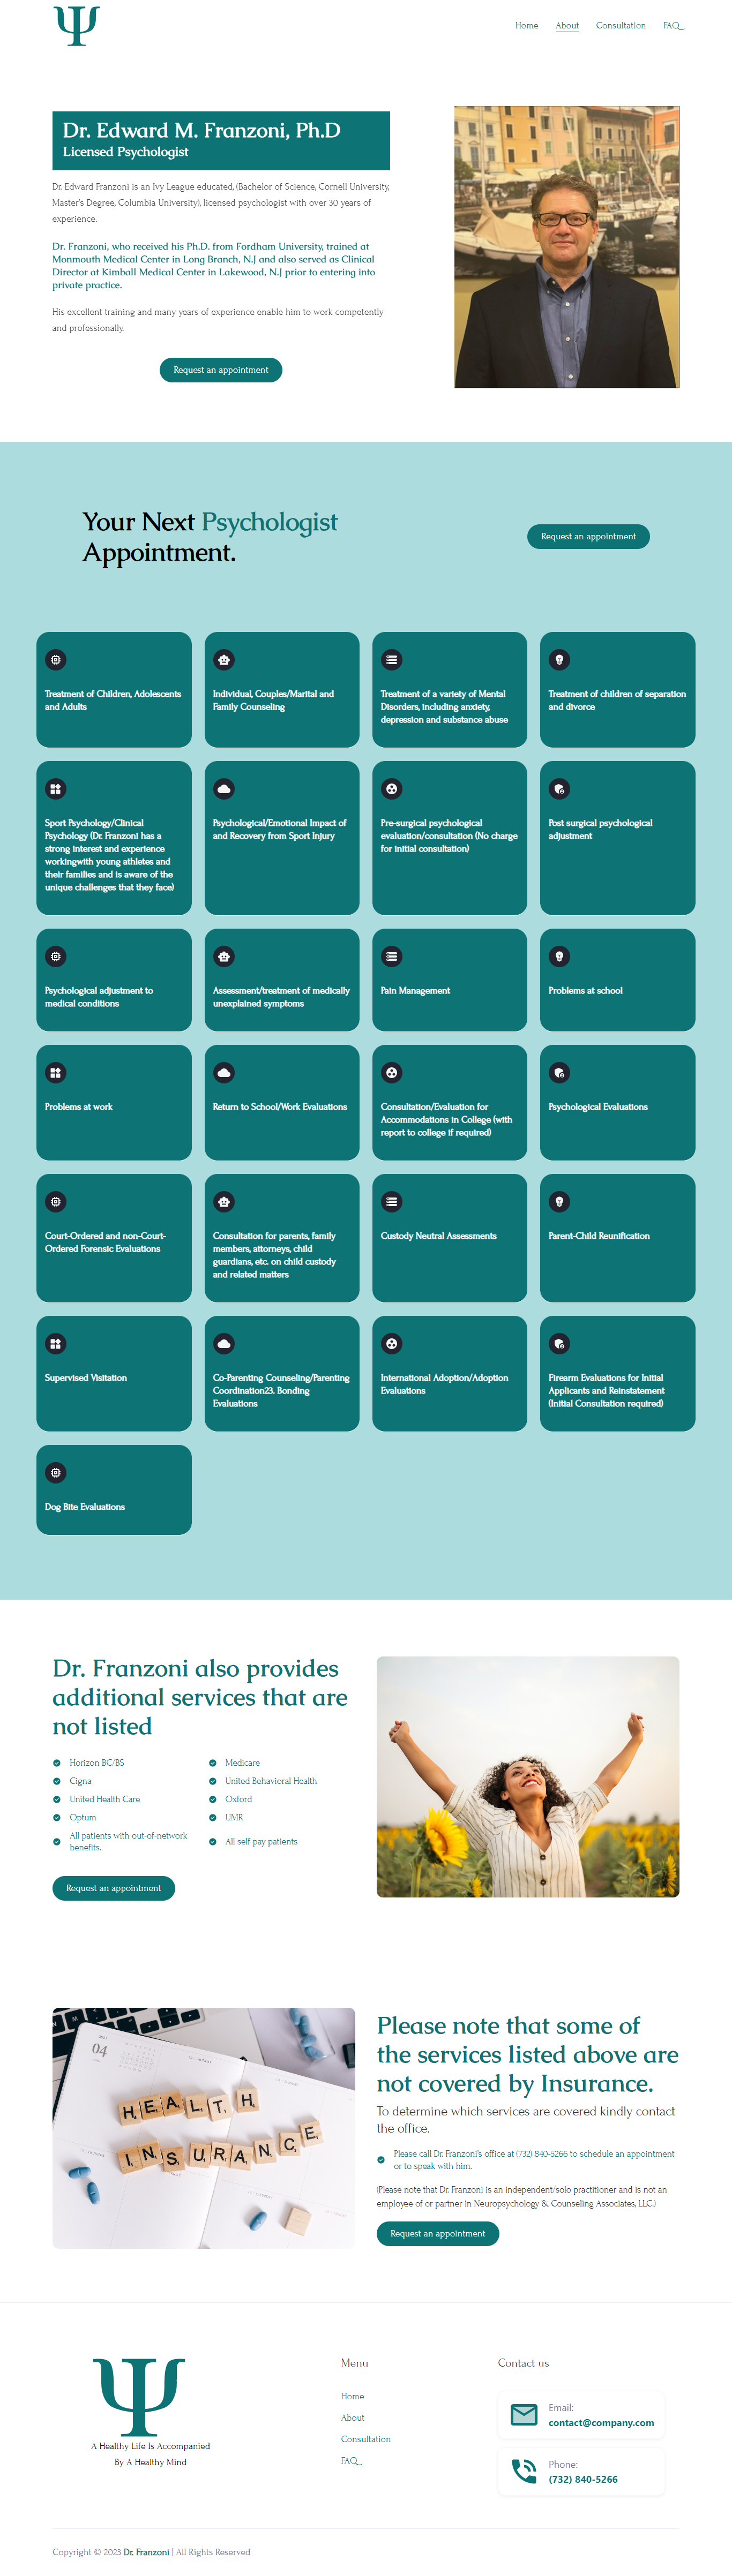 Ψ
Home
About
Consultation
FAQ
Dr. Edward M. Franzoni, Ph.D
Licensed Psychologist
Dr. Edward Franzoni is an Ivy League educated, (Bachelor of Science, Cornell University,
Master's Degree, Columbia University), licensed psychologist with over 30 years of
experience.
Dr. Franzoni, who received his Ph.D. from Fordham University, trained at
Monmouth Medical Center in Long Branch, N.J and also served as Clinical
Director at Kimball Medical Center in Lakewood, N.J prior to entering into
private practice.
His excellent training and many years of experience enable him to work competently
and professionally.
Request an appointment
Your Next Psychologist
Appointment.
Request an appointment
Treatment of Children, Adolescents
and Adults
Individual, Couples/Marital and
Family Counseling
Treatment of a variety of Mental
Disorders, including anxiety,
depression and substance abuse
Treatment of children of separation
and divorce
Sport Psychology/Clinical
Psychology (Dr. Franzoni has a
strong interest and experience
workingwith young athletes and
their families and is aware of the
unique challenges that they face)
Psychological/Emotional Impact of
and Recovery from Sport Injury
Pre-surgical psychological
evaluation/consultation (No charge
for initial consultation)
Post surgical psychological
adjustment
Psychological adjustment to
medical conditions
Assessment/treatment of medically
unexplained symptoms
Pain Management
Problems at school
Problems at work
Return to School/Work Evaluations
Consultation/Evaluation for
Accommodations in College (with
report to college if required)
Psychological Evaluations
Court-Ordered and non-Court-
Ordered Forensic Evaluations
Consultation for parents, family
members, attorneys, child
guardians, etc. on child custody
and related matters
Custody Neutral Assessments
Parent-Child Reunification
Supervised Visitation
Co-Parenting Counseling/Parenting
Coordination23. Bonding
Evaluations
International Adoption/Adoption
Evaluations
Firearm Evaluations for Initial
Applicants and Reinstatement
(Initial Consultation required)
Dog Bite Evaluations
Dr. Franzoni also provides
additional services that are
not listed
Horizon BC/BS
Medicare
Cigna
United Behavioral Health
United Health Care
Oxford
Optum
UMR
All patients with out-of-network
benefits.
All self-pay patients
Request an appointment
04
HEALTH
INSURANCE
Please note that some of
the services listed above are
not covered by Insurance.
To determine which services are covered kindly contact
the office.
Please call Dr. Franzoni's office at (732) 840-5266 to schedule an appointment
or to speak with him.
(Please note that Dr. Franzoni is an independent/solo practitioner and is not an
employee of or partner in Neuropsychology & Counseling Associates, LLC.)
Request an appointment
Ψ
A Healthy Life Is Accompanied
By A Healthy Mind
Menu
Home
About
Consultation
FAQ
Contact us
Email:
contact@company.com
Phone:
(732) 840-5266
Copyright © 2023 Dr. Franzoni | All Rights Reserved